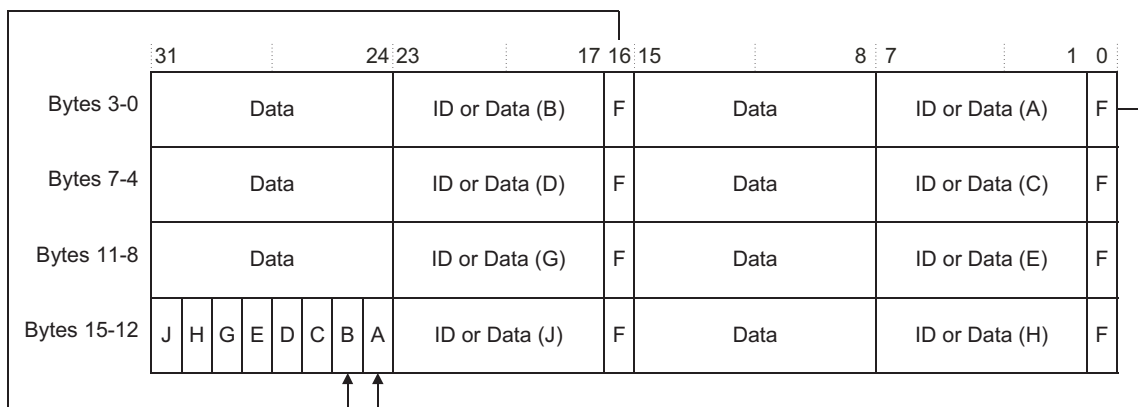 31 24 23 17 16 15 8 7 1 0
Bytes 3-0 Data ID or Data (B) F Data ID or Data (A) F
Bytes 7-4 Data ID or Data (D) F Data ID or Data (C) F
Bytes 11-8 Data ID or Data (G) F Data ID or Data (E) F
Bytes 15-12 J H G E D C B A ID or Data (J) F Data ID or Data (H) F